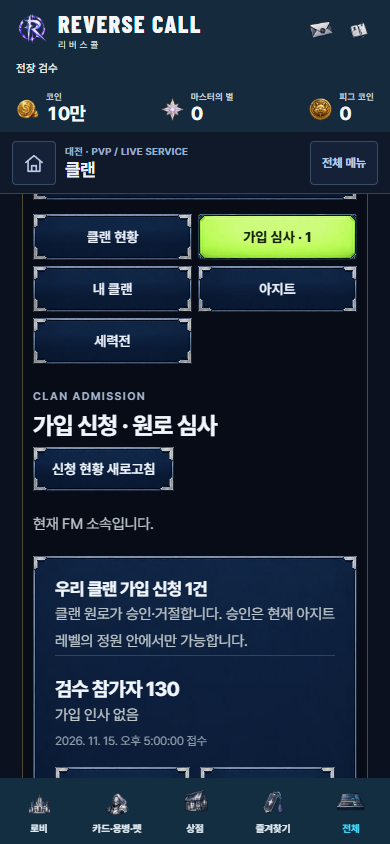 REVERSE CALL
리버스콜
전장 검수
코인
10만
마스터의 별
0
피그 코인
0
대전 · PVP / LIVE SERVICE
클랜
전체 메뉴
클랜 현황
가입 심사 · 1
내 클랜
아지트
세력전
CLAN ADMISSION
가입 신청 · 원로 심사
신청 현황 새로고침
현재 FM 소속입니다.
우리 클랜 가입 신청 1건
클랜 원로가 승인·거절합니다. 승인은 현재 아지트
레벨의 정원 안에서만 가능합니다.
검수 참가자 130
가입 인사 없음
2026. 11. 15. 오후 5:00:00 접수
로비
카드·용병·펫
상점
즐겨찾기
전체